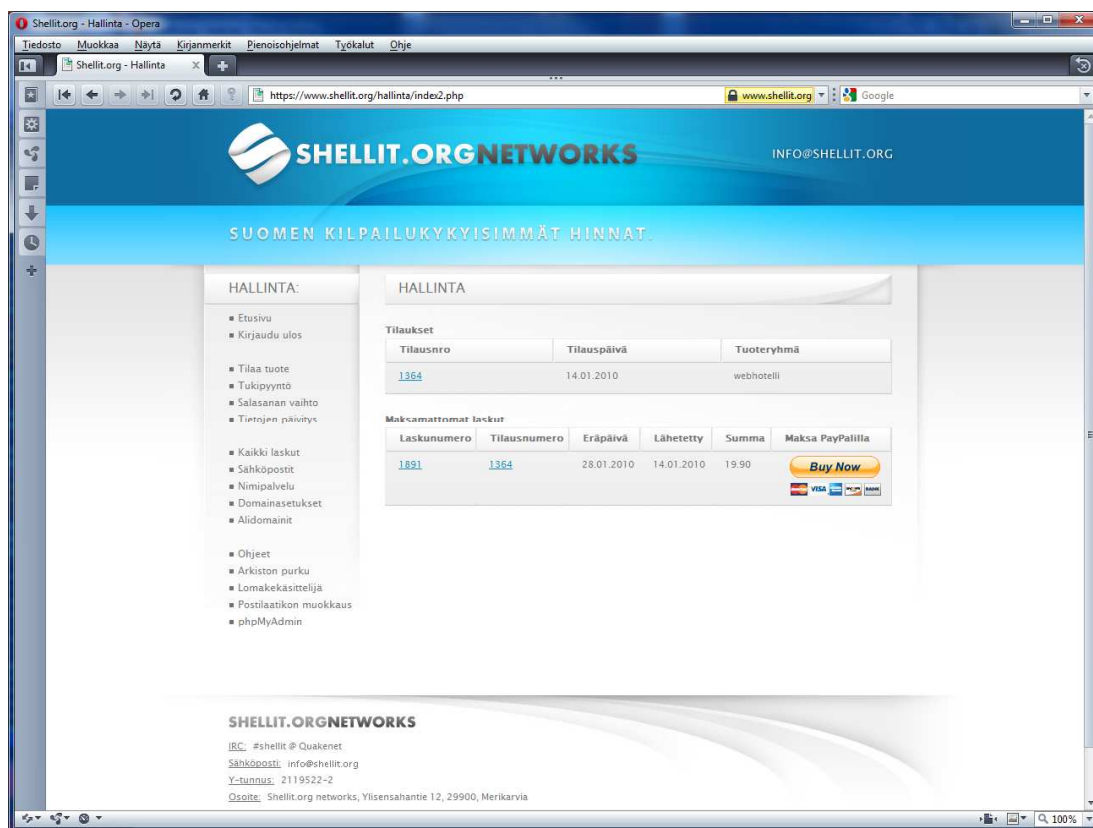 Shellit.org - Hallinta - Opera
Tiedosto Muokkaa Näytä Kirjanmerkit Pienoisohjelmat Työkalut Ohje
Shellit.org - Hallinta
https://www.shellit.org/hallinta/index2.php www.shellit.org Google
SHELLIT.ORGNETWORKS
INFO@SHELLIT.ORG
SUOMEN KILPAILUKYKYISIMMÄT HINNAT.
HALLINTA:
Etusivu
Kirjaudu ulos
Tilaa tuote
Tukipyyntö
Salasanan vaihto
Tietojen päivitys
Kaikki laskut
Sähköpostit
Nimipalvelu
Domainasetukset
Alidomainit
Ohjeet
Arkiston purku
Lomakekäsittelijä
Postilaatikon muokkaus
phpMyAdmin
HALLINTA
Tilaukset
Tilausnro Tilauspäivä Tuoteryhmä
1364 14.01.2010 webhotelli
Maksamattomat laskut
Laskunumero Tilausnumero Eräpäivä Lähetetty Summa Maksa PayPalilla
1891 1364 28.01.2010 14.01.2010 19.90 Buy Now
VISA
SHELLIT.ORGNETWORKS
IRC: #shellit @ Quakenet
Sähköposti: info@shellit.org
Y-tunnus: 2119522-2
Osoite: Shellit.org networks, Ylisensahantie 12, 29900, Merikarvia
100%